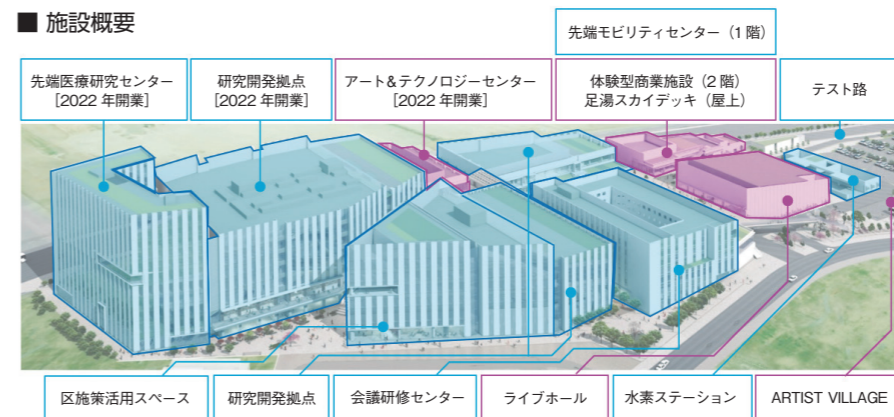 ■ 施設概要
先端モビリティセンター（1 階）
先端医療研究センター
［2022 年開業］
研究開発拠点
［2022 年開業］
アート&テクノロジーセンター
［2022 年開業］
体験型商業施設（2 階）
足湯スカイデッキ（屋上）
テスト路
区施策活用スペース
研究開発拠点
会議研修センター
ライブホール
水素ステーション
ARTIST VILLAGE